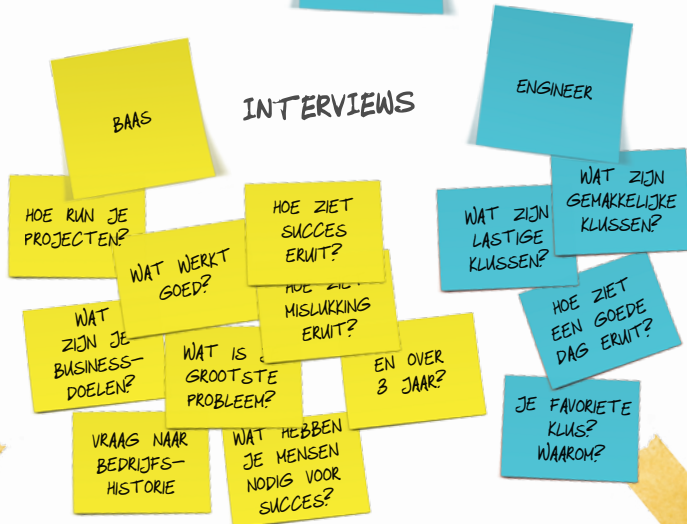 INTERVIEWS
BAAS
HOE RUN JE
PROJECTEN?
WAT WERKT
GOED?
HOE ZIET
SUCCES
ERUIT?
HOE ZIET
MISLUKKING
ERUIT?
WAT
ZIJN JE
BUSINESS-
DOELEN?
WAT IS
GROOTSTE
PROBLEEM?
EN OVER
3 JAAR?
VRAAG NAAR
BEDRIJFS-
HISTORIE
WAT HEBBEN
JE MENSEN
NODIG VOOR
SUCCES?
ENGINEER
WAT ZIJN
LASTIGE
KLUSSEN?
WAT ZIJN
GEMAKKELIJKE
KLUSSEN?
HOE ZIET
EEN GOEDE
DAG ERUIT?
JE FAVORIETE
KLUS?
WAAROM?